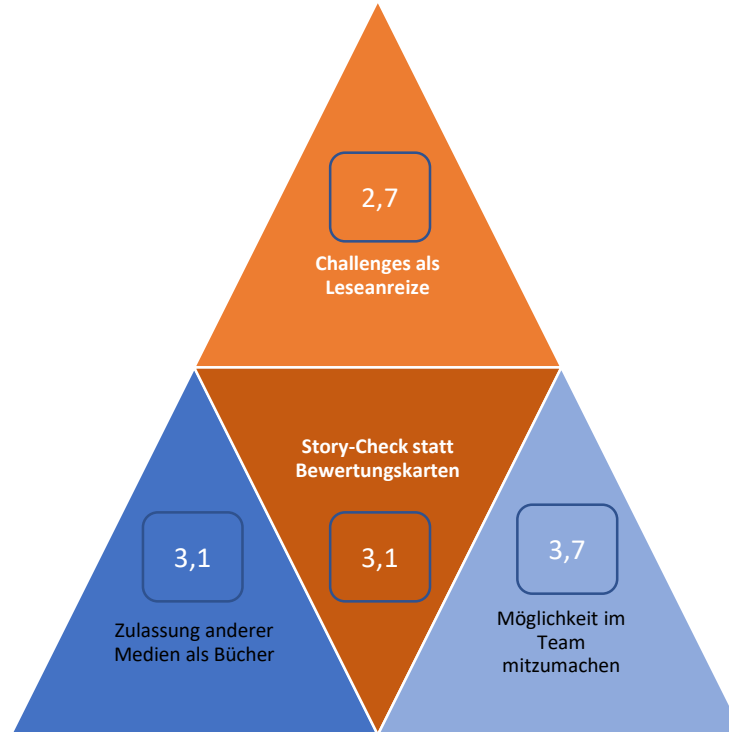 2,7
Challenges als
Leseanreize
Story-Check statt
Bewertungskarten
3,1
3,1
3,7
Zulassung anderer
Medien als Bücher
Möglichkeit im
Team
mitzumachen